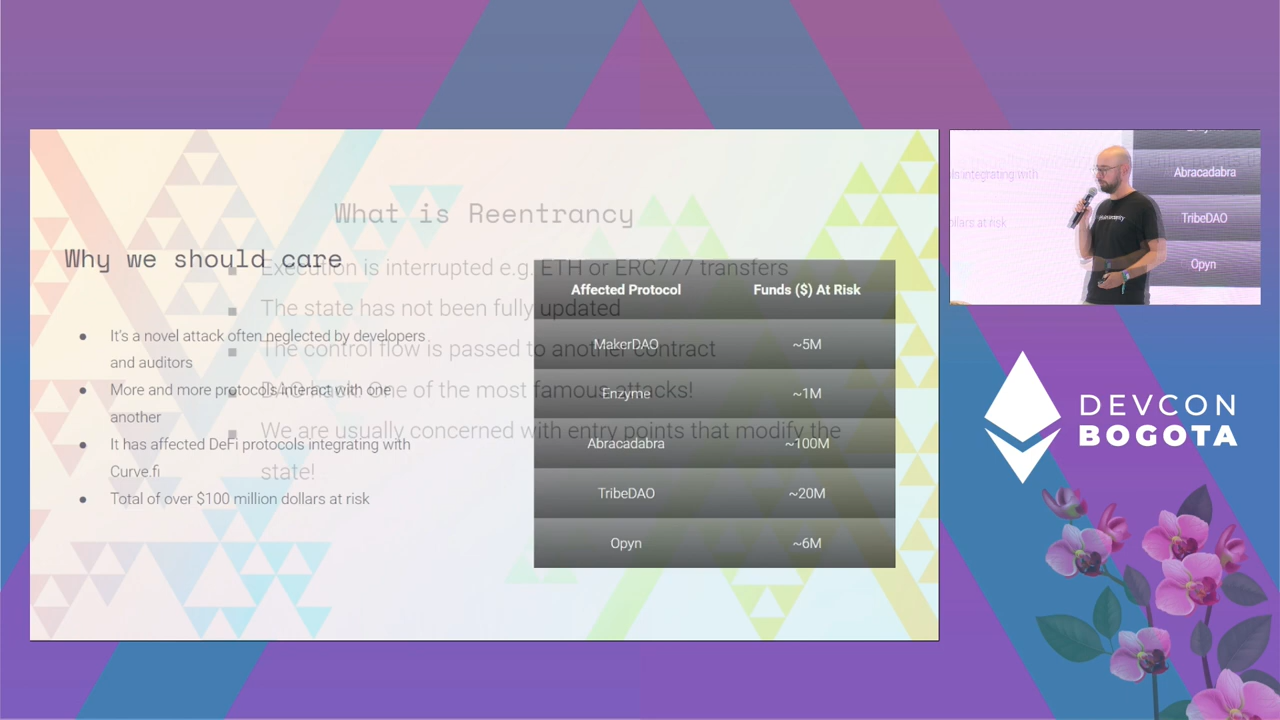 What is Reentrancy
Execution is interrupted e.g. ETH or ERC777 transfers
The state has not been fully updated
The control flow is passed to another contract
DAO hack: One of the most famous attacks!
We are usually concerned with entry points that modify the
state!
Why we should care
It's a novel attack often neglected by developers
and auditors
More and more protocols interact with one
another
It has affected DeFi protocols integrating with
Curve.fi
Total of over $100 million dollars at risk
Affected Protocol Funds ($) At Risk
MakerDAO ~5M
Enzyme ~1M
Abracadabra ~100M
TribeDAO ~20M
Opyn ~6M
integrating with
Abracadabra
TribeDAO
Opyn
DEVCON
BOGOTA